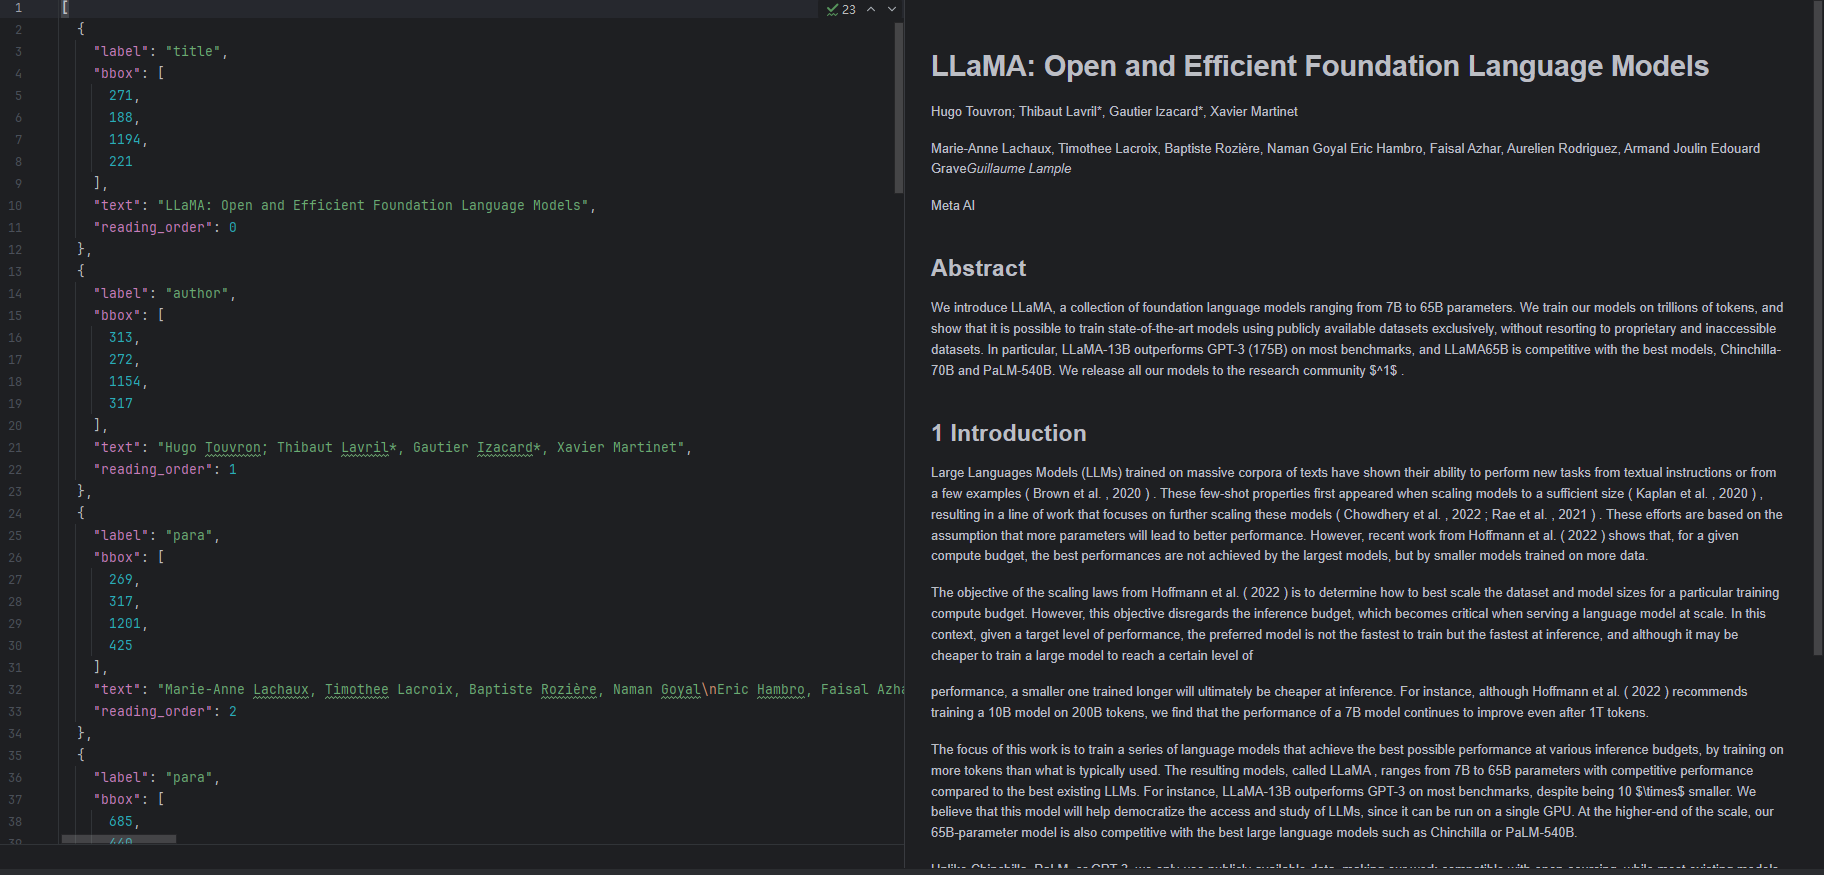 1 [
2 {
3 "label": "title",
4 "bbox": [
5 271,
6 188,
7 1194,
8 221
9 ],
10 "text": "LLaMA: Open and Efficient Foundation Language Models",
11 "reading_order": 0
12 },
13 {
14 "label": "author",
15 "bbox": [
16 313,
17 272,
18 1154,
19 317
20 ],
21 "text": "Hugo Touvron; Thibaut Lavril*, Gautier Izacard*, Xavier Martinet",
22 "reading_order": 1
23 },
24 {
25 "label": "para",
26 "bbox": [
27 269,
28 317,
29 1201,
30 425
31 ],
32 "text": "Marie-Anne Lachaux, Timothee Lacroix, Baptiste Rozière, Naman Goyal\nEric Hambro, Faisal Azha
33 "reading_order": 2
34 },
35 {
36 "label": "para",
37 "bbox": [
38 685,
39 440
23
LLaMA: Open and Efficient Foundation Language Models
Hugo Touvron; Thibaut Lavril*, Gautier Izacard*, Xavier Martinet
Marie-Anne Lachaux, Timothee Lacroix, Baptiste Rozière, Naman Goyal Eric Hambro, Faisal Azhar, Aurelien Rodriguez, Armand Joulin Edouard
GraveGuillaume Lample
Meta AI
Abstract
We introduce LLaMA, a collection of foundation language models ranging from 7B to 65B parameters. We train our models on trillions of tokens, and
show that it is possible to train state-of-the-art models using publicly available datasets exclusively, without resorting to proprietary and inaccessible
datasets. In particular, LLaMA-13B outperforms GPT-3 (175B) on most benchmarks, and LLaMA65B is competitive with the best models, Chinchilla-
70B and PaLM-540B. We release all our models to the research community $^1$ .
1 Introduction
Large Languages Models (LLMs) trained on massive corpora of texts have shown their ability to perform new tasks from textual instructions or from
a few examples ( Brown et al. , 2020 ) . These few-shot properties first appeared when scaling models to a sufficient size ( Kaplan et al. , 2020 ) ,
resulting in a line of work that focuses on further scaling these models ( Chowdhery et al. , 2022 ; Rae et al. , 2021 ) . These efforts are based on the
assumption that more parameters will lead to better performance. However, recent work from Hoffmann et al. ( 2022 ) shows that, for a given
compute budget, the best performances are not achieved by the largest models, but by smaller models trained on more data.
The objective of the scaling laws from Hoffmann et al. ( 2022 ) is to determine how to best scale the dataset and model sizes for a particular training
compute budget. However, this objective disregards the inference budget, which becomes critical when serving a language model at scale. In this
context, given a target level of performance, the preferred model is not the fastest to train but the fastest at inference, and although it may be
cheaper to train a large model to reach a certain level of
performance, a smaller one trained longer will ultimately be cheaper at inference. For instance, although Hoffmann et al. ( 2022 ) recommends
training a 10B model on 200B tokens, we find that the performance of a 7B model continues to improve even after 1T tokens.
The focus of this work is to train a series of language models that achieve the best possible performance at various inference budgets, by training on
more tokens than what is typically used. The resulting models, called LLaMA , ranges from 7B to 65B parameters with competitive performance
compared to the best existing LLMs. For instance, LLaMA-13B outperforms GPT-3 on most benchmarks, despite being 10 $\times$ smaller. We
believe that this model will help democratize the access and study of LLMs, since it can be run on a single GPU. At the higher-end of the scale, our
65B-parameter model is also competitive with the best large language models such as Chinchilla or PaLM-540B.
Unlike Chinchilla, PaLM, or GPT-3, we only use publicly available data, making our work compatible with open-sourcing, while most existing models